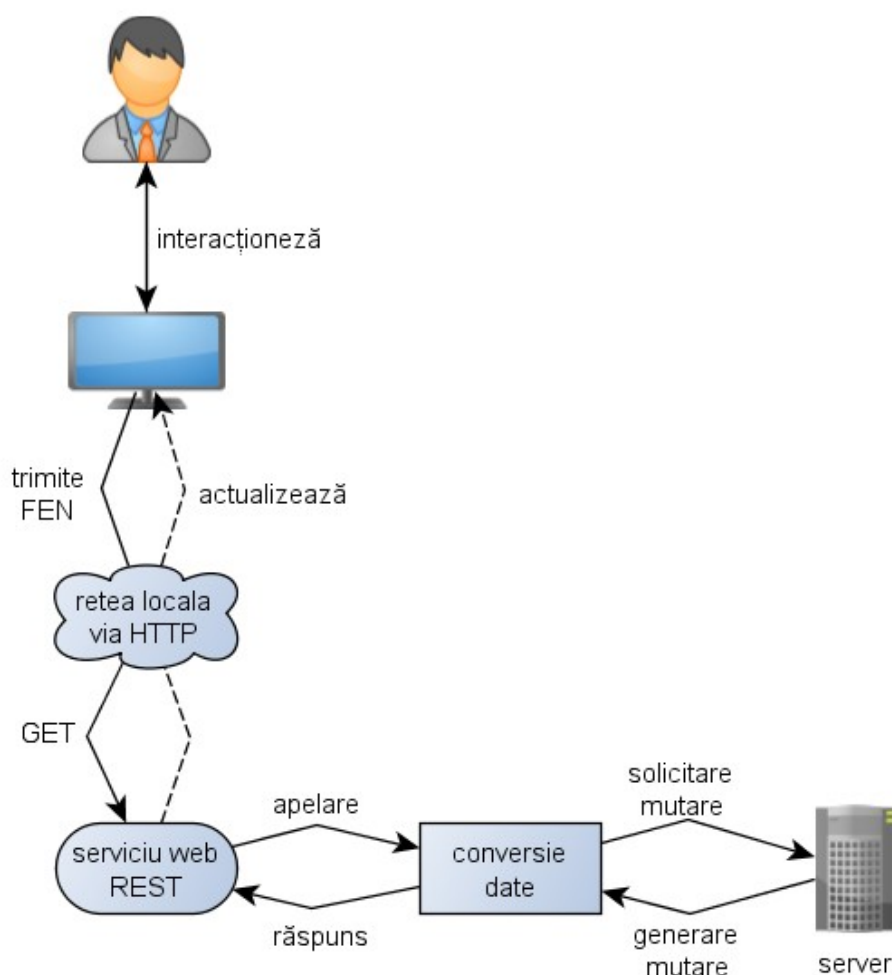 interacționeză
trimite
FEN
actualizează
retea locala
via HTTP
GET
serviciu web
REST
apelare
răspuns
conversie
date
solicitare
mutare
generare
mutare
server